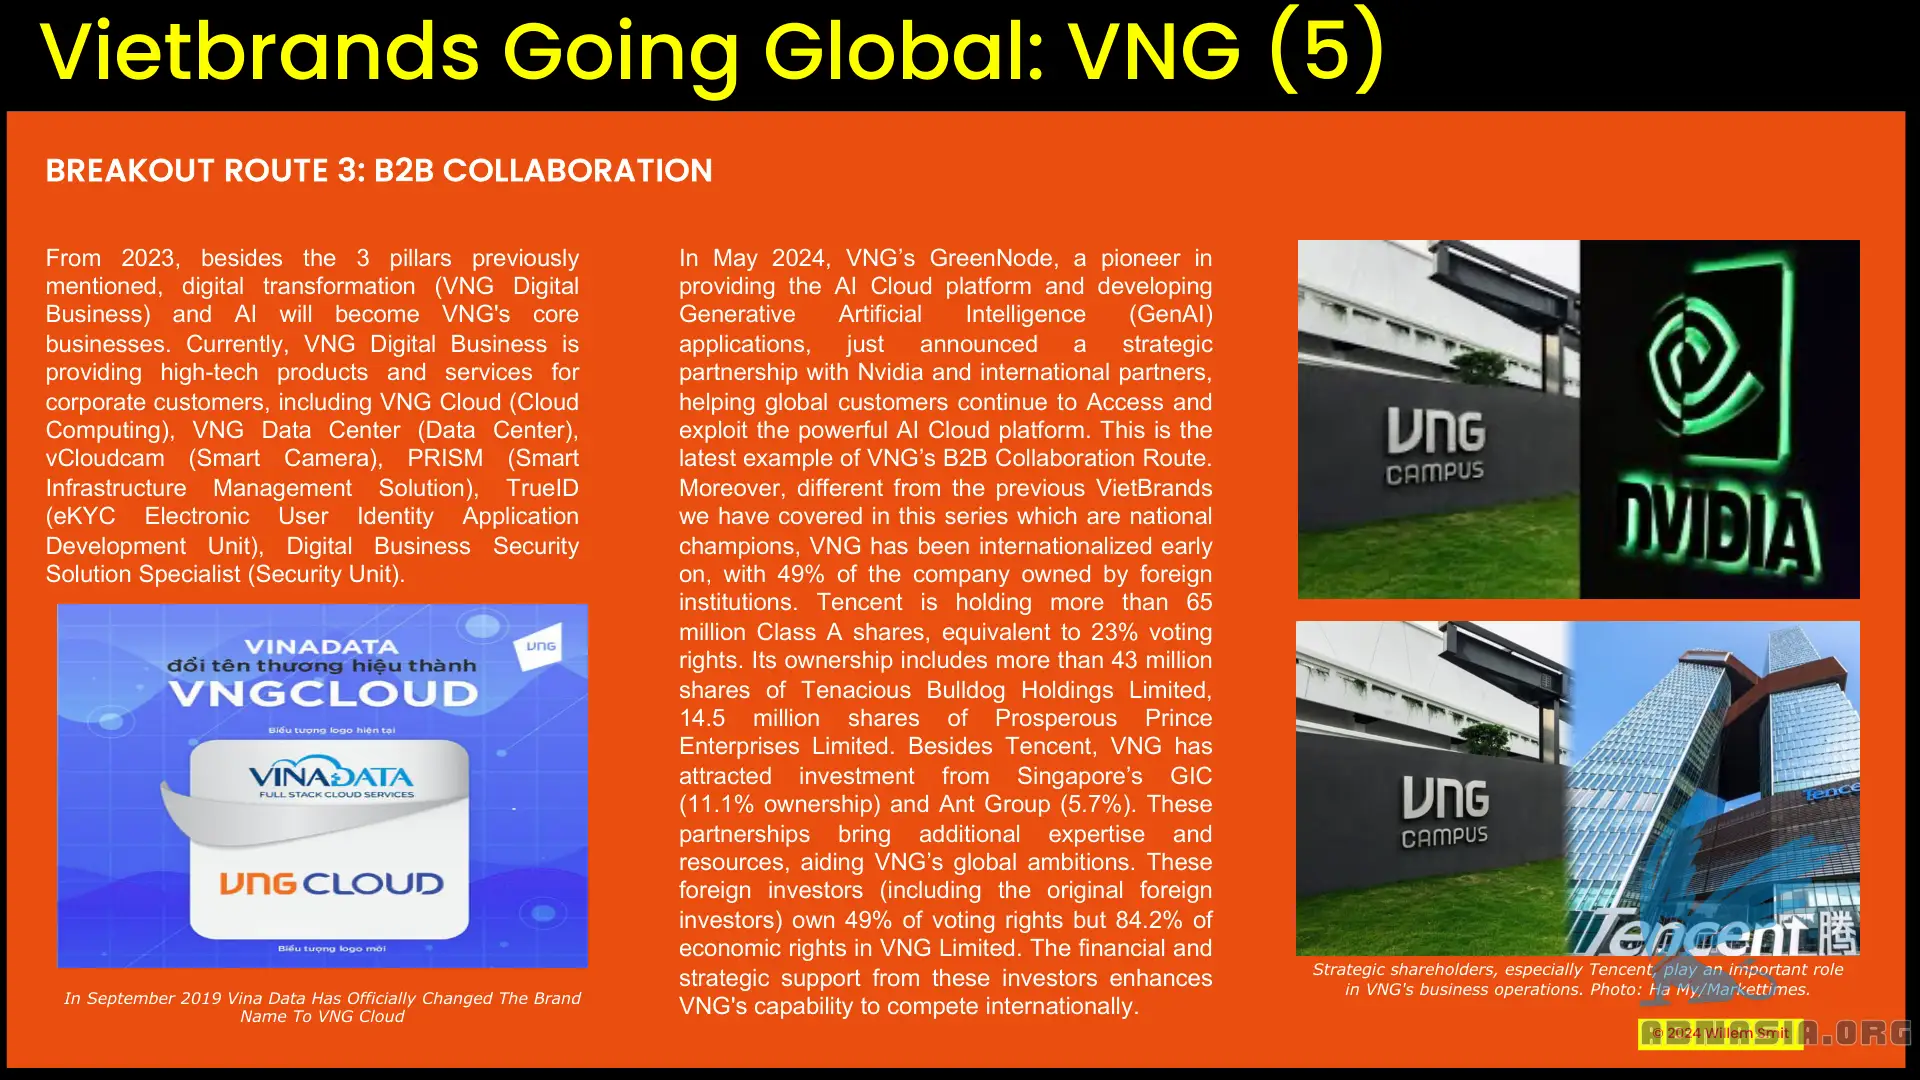 Vietbrands Going Global: VNG (5)
BREAKOUT ROUTE 3: B2B COLLABORATION
From 2023, besides the 3 pillars previously
mentioned, digital transformation (VNG Digital
Business) and AI will become VNG's core
businesses. Currently, VNG Digital Business is
providing high-tech products and services for
corporate customers, including VNG Cloud (Cloud
Computing), VNG Data Center (Data Center),
vCloudcam (Smart Camera), PRISM (Smart
Infrastructure Management Solution), TrueID
(eKYC Electronic User Identity Application
Development Unit), Digital Business Security
Solution Specialist (Security Unit).
VINADATA
đổi tên thương hiệu thành
VNGCLOUD
VNG
Biểu tượng logo hiện tại
VINADATA
FULL STACK CLOUD SERVICES
VNG CLOUD
Biểu tượng logo mới
In September 2019 Vina Data Has Officially Changed The Brand
Name To VNG Cloud
In May 2024, VNG’s GreenNode, a pioneer in
providing the AI Cloud platform and developing
Generative Artificial Intelligence (GenAI)
applications, just announced a strategic
partnership with Nvidia and international partners,
helping global customers continue to Access and
exploit the powerful AI Cloud platform. This is the
latest example of VNG’s B2B Collaboration Route.
Moreover, different from the previous VietBrands
we have covered in this series which are national
champions, VNG has been internationalized early
on, with 49% of the company owned by foreign
institutions. Tencent is holding more than 65
million Class A shares, equivalent to 23% voting
rights. Its ownership includes more than 43 million
shares of Tenacious Bulldog Holdings Limited,
14.5 million shares of Prosperous Prince
Enterprises Limited. Besides Tencent, VNG has
attracted investment from Singapore’s GIC
(11.1% ownership) and Ant Group (5.7%). These
partnerships bring additional expertise and
resources, aiding VNG’s global ambitions. These
foreign investors (including the original foreign
investors) own 49% of voting rights but 84.2% of
economic rights in VNG Limited. The financial and
strategic support from these investors enhances
VNG's capability to compete internationally.
VNG
CAMPUS
NVIDIA
VNG
CAMPUS
Tence
Tencent 腾
Strategic shareholders, especially Tencent, play an important role
in VNG's business operations. Photo: Ha My/Markettimes.
© 2024 Willem Smit
ADNASIA.ORG